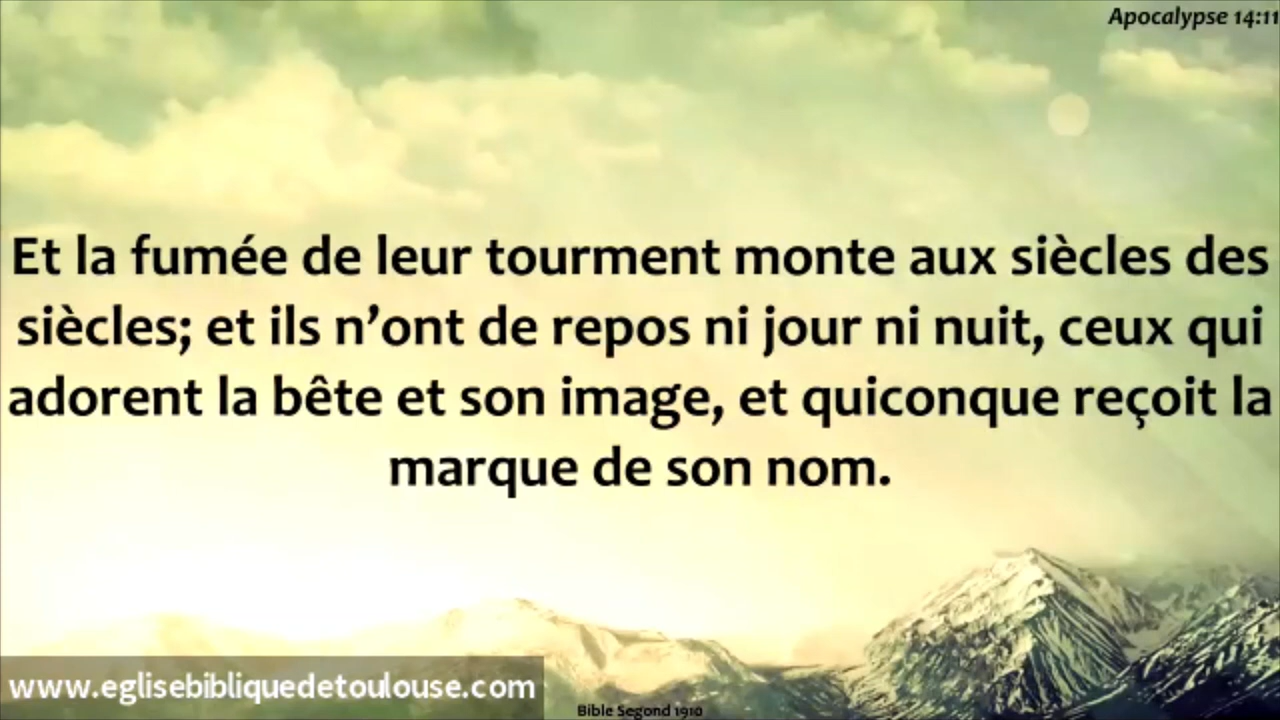 Apocalypse 14:11
Et la fumée de leur tourment monte aux siècles des
siècles; et ils n’ont de repos ni jour ni nuit, ceux qui
adorent la bête et son image, et quiconque reçoit la
marque de son nom.
www.eglisebibliquedetoulouse.com
Bible Segond 1910